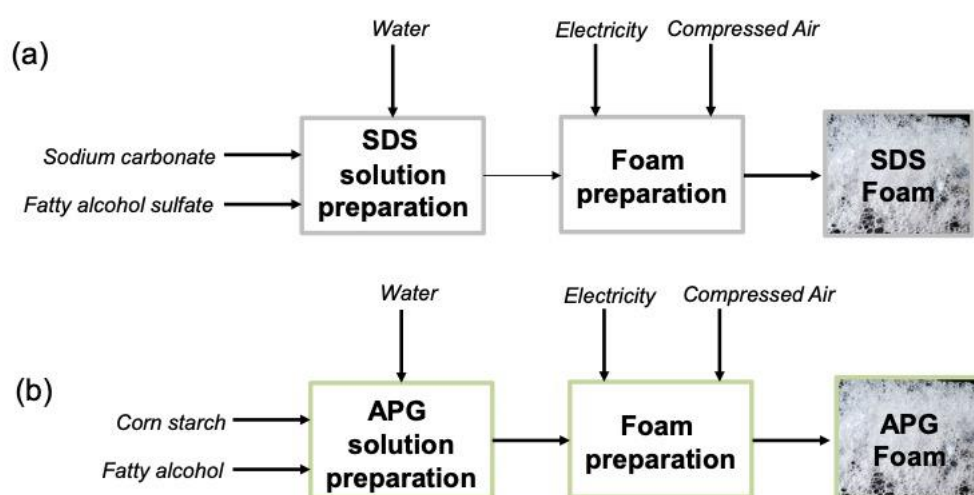 (a)
Water
Electricity
Compressed Air
Sodium carbonate
Fatty alcohol sulfate
SDS
solution
preparation
Foam
preparation
SDS
Foam
(b)
Water
Electricity
Compressed Air
Corn starch
Fatty alcohol
APG
solution
preparation
Foam
preparation
APG
Foam